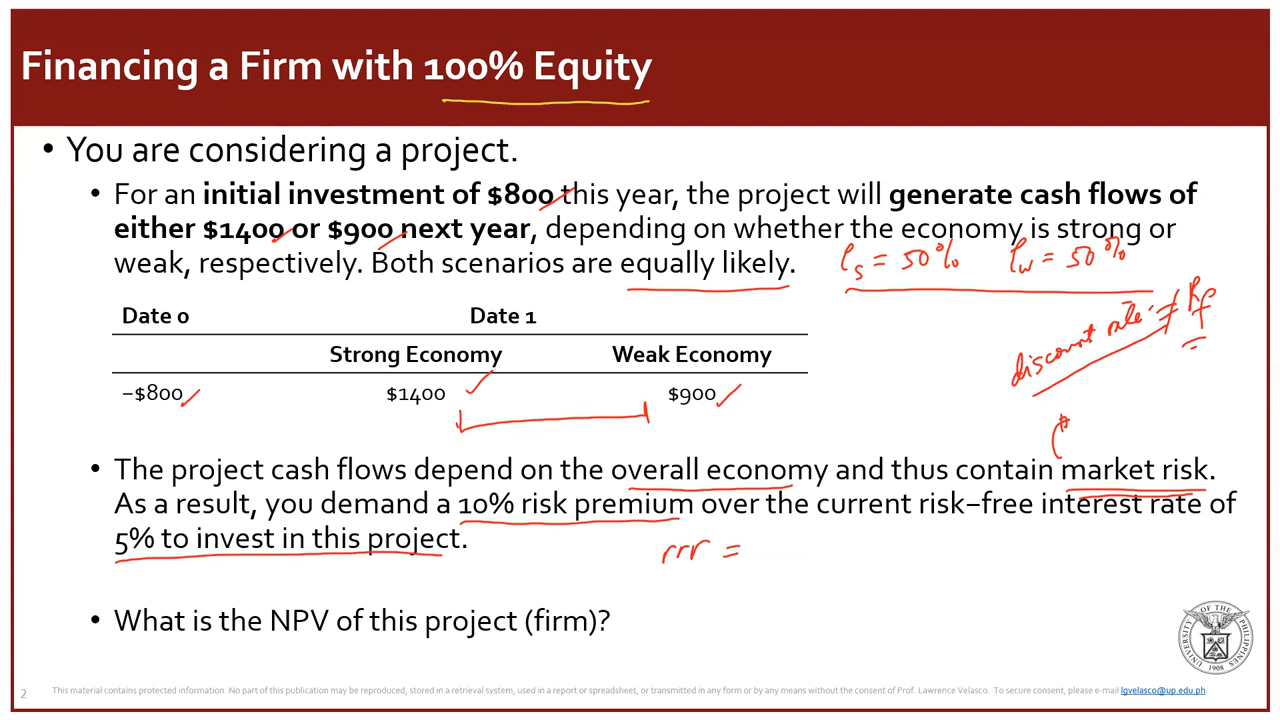 Financing a Firm with 100% Equity
• You are considering a project.
• For an initial investment of $800 this year, the project will generate cash flows of
either $1400 or $900 next year, depending on whether the economy is strong or
weak, respectively. Both scenarios are equally likely.
Ps = 50% Pw = 50%
Date 0 Date 1
discount rate ≠ Rf
Strong Economy Weak Economy
−$800 $1400 $900
• The project cash flows depend on the overall economy and thus contain market risk.
As a result, you demand a 10% risk premium over the current risk−free interest rate of
5% to invest in this project.
rrr =
• What is the NPV of this project (firm)?
UNIVERSITY OF THE PHILIPPINES
1908
2 This material contains protected information. No part of this publication may be reproduced, stored in a retrieval system, used in a report or spreadsheet, or transmitted in any form or by any means without the consent of Prof. Lawrence Velasco. To secure consent, please e-mail lgvelasco@up.edu.ph.